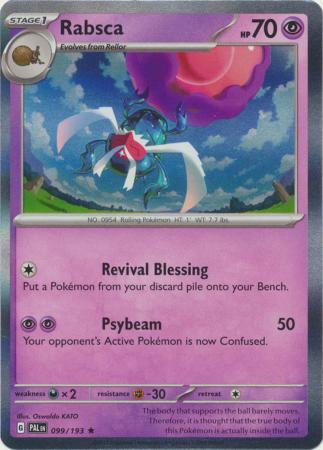 STAGE 1
Rabsca
HP 70
Evolves from Rellor
NO. 0954 Rolling Pokémon HT: 1' WT: 7.7 lbs.
Revival Blessing
Put a Pokémon from your discard pile onto your Bench.
Psybeam 50
Your opponent's Active Pokémon is now Confused.
weakness ×2 resistance -30 retreat
Illus. Oswaldo KATO
The body that supports the ball barely moves.
Therefore, it is thought that the true body of
this Pokémon is actually inside the ball.
G PAL EN 099/193